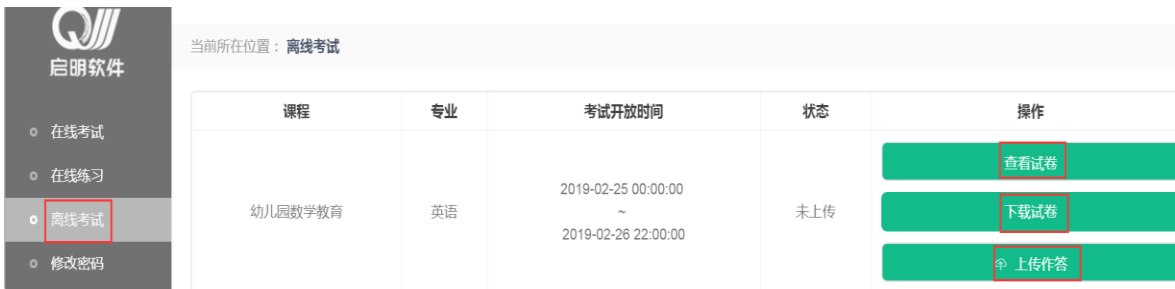 启明软件
在线考试
在线练习
离线考试
修改密码
当前所在位置： 离线考试
课程 专业 考试开放时间 状态 操作
幼儿园数学教育 英语 2019-02-25 00:00:00 未上传
~
2019-02-26 22:00:00
查看试卷
下载试卷
上传作答